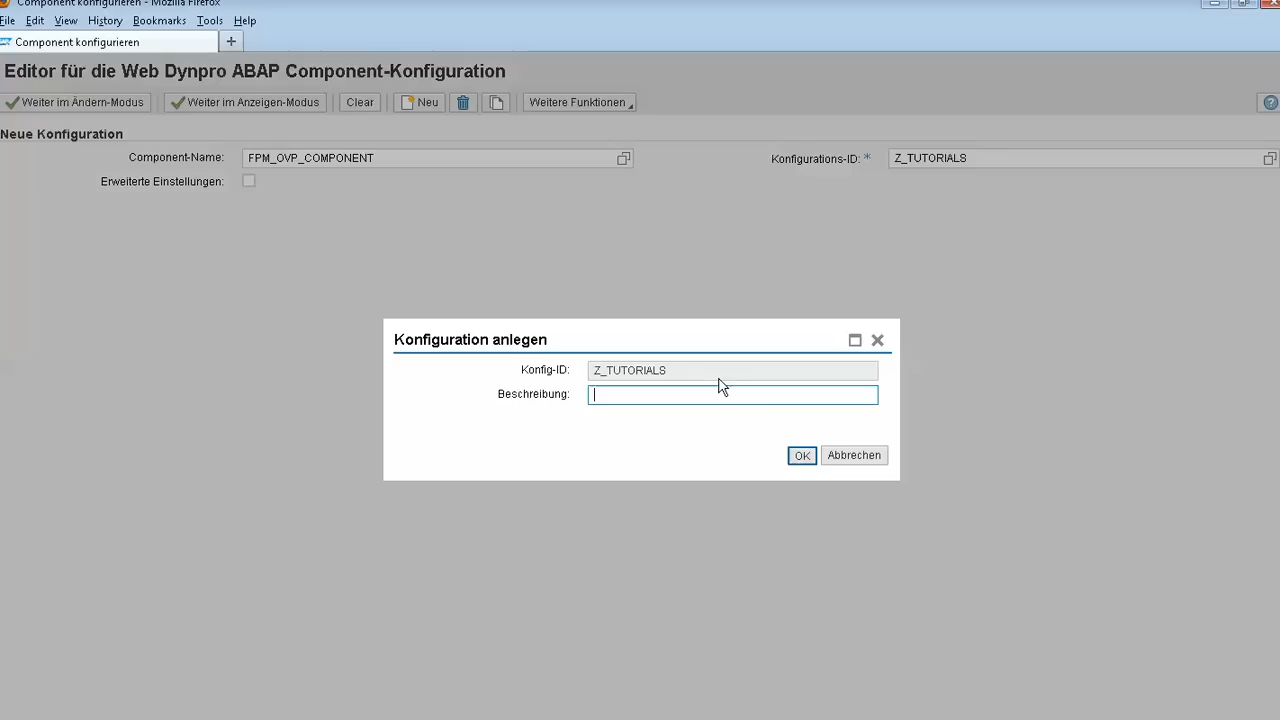 Component konfigurieren - Mozilla Firefox
File Edit View History Bookmarks Tools Help
Component konfigurieren +
Editor für die Web Dynpro ABAP Component-Konfiguration
Weiter im Ändern-Modus Weiter im Anzeigen-Modus Clear Neu Weitere Funktionen
Neue Konfiguration
Component-Name: FPM_OVP_COMPONENT Konfigurations-ID: * Z_TUTORIALS
Erweiterte Einstellungen:
Konfiguration anlegen
Konfig-ID: Z_TUTORIALS
Beschreibung:
OK Abbrechen